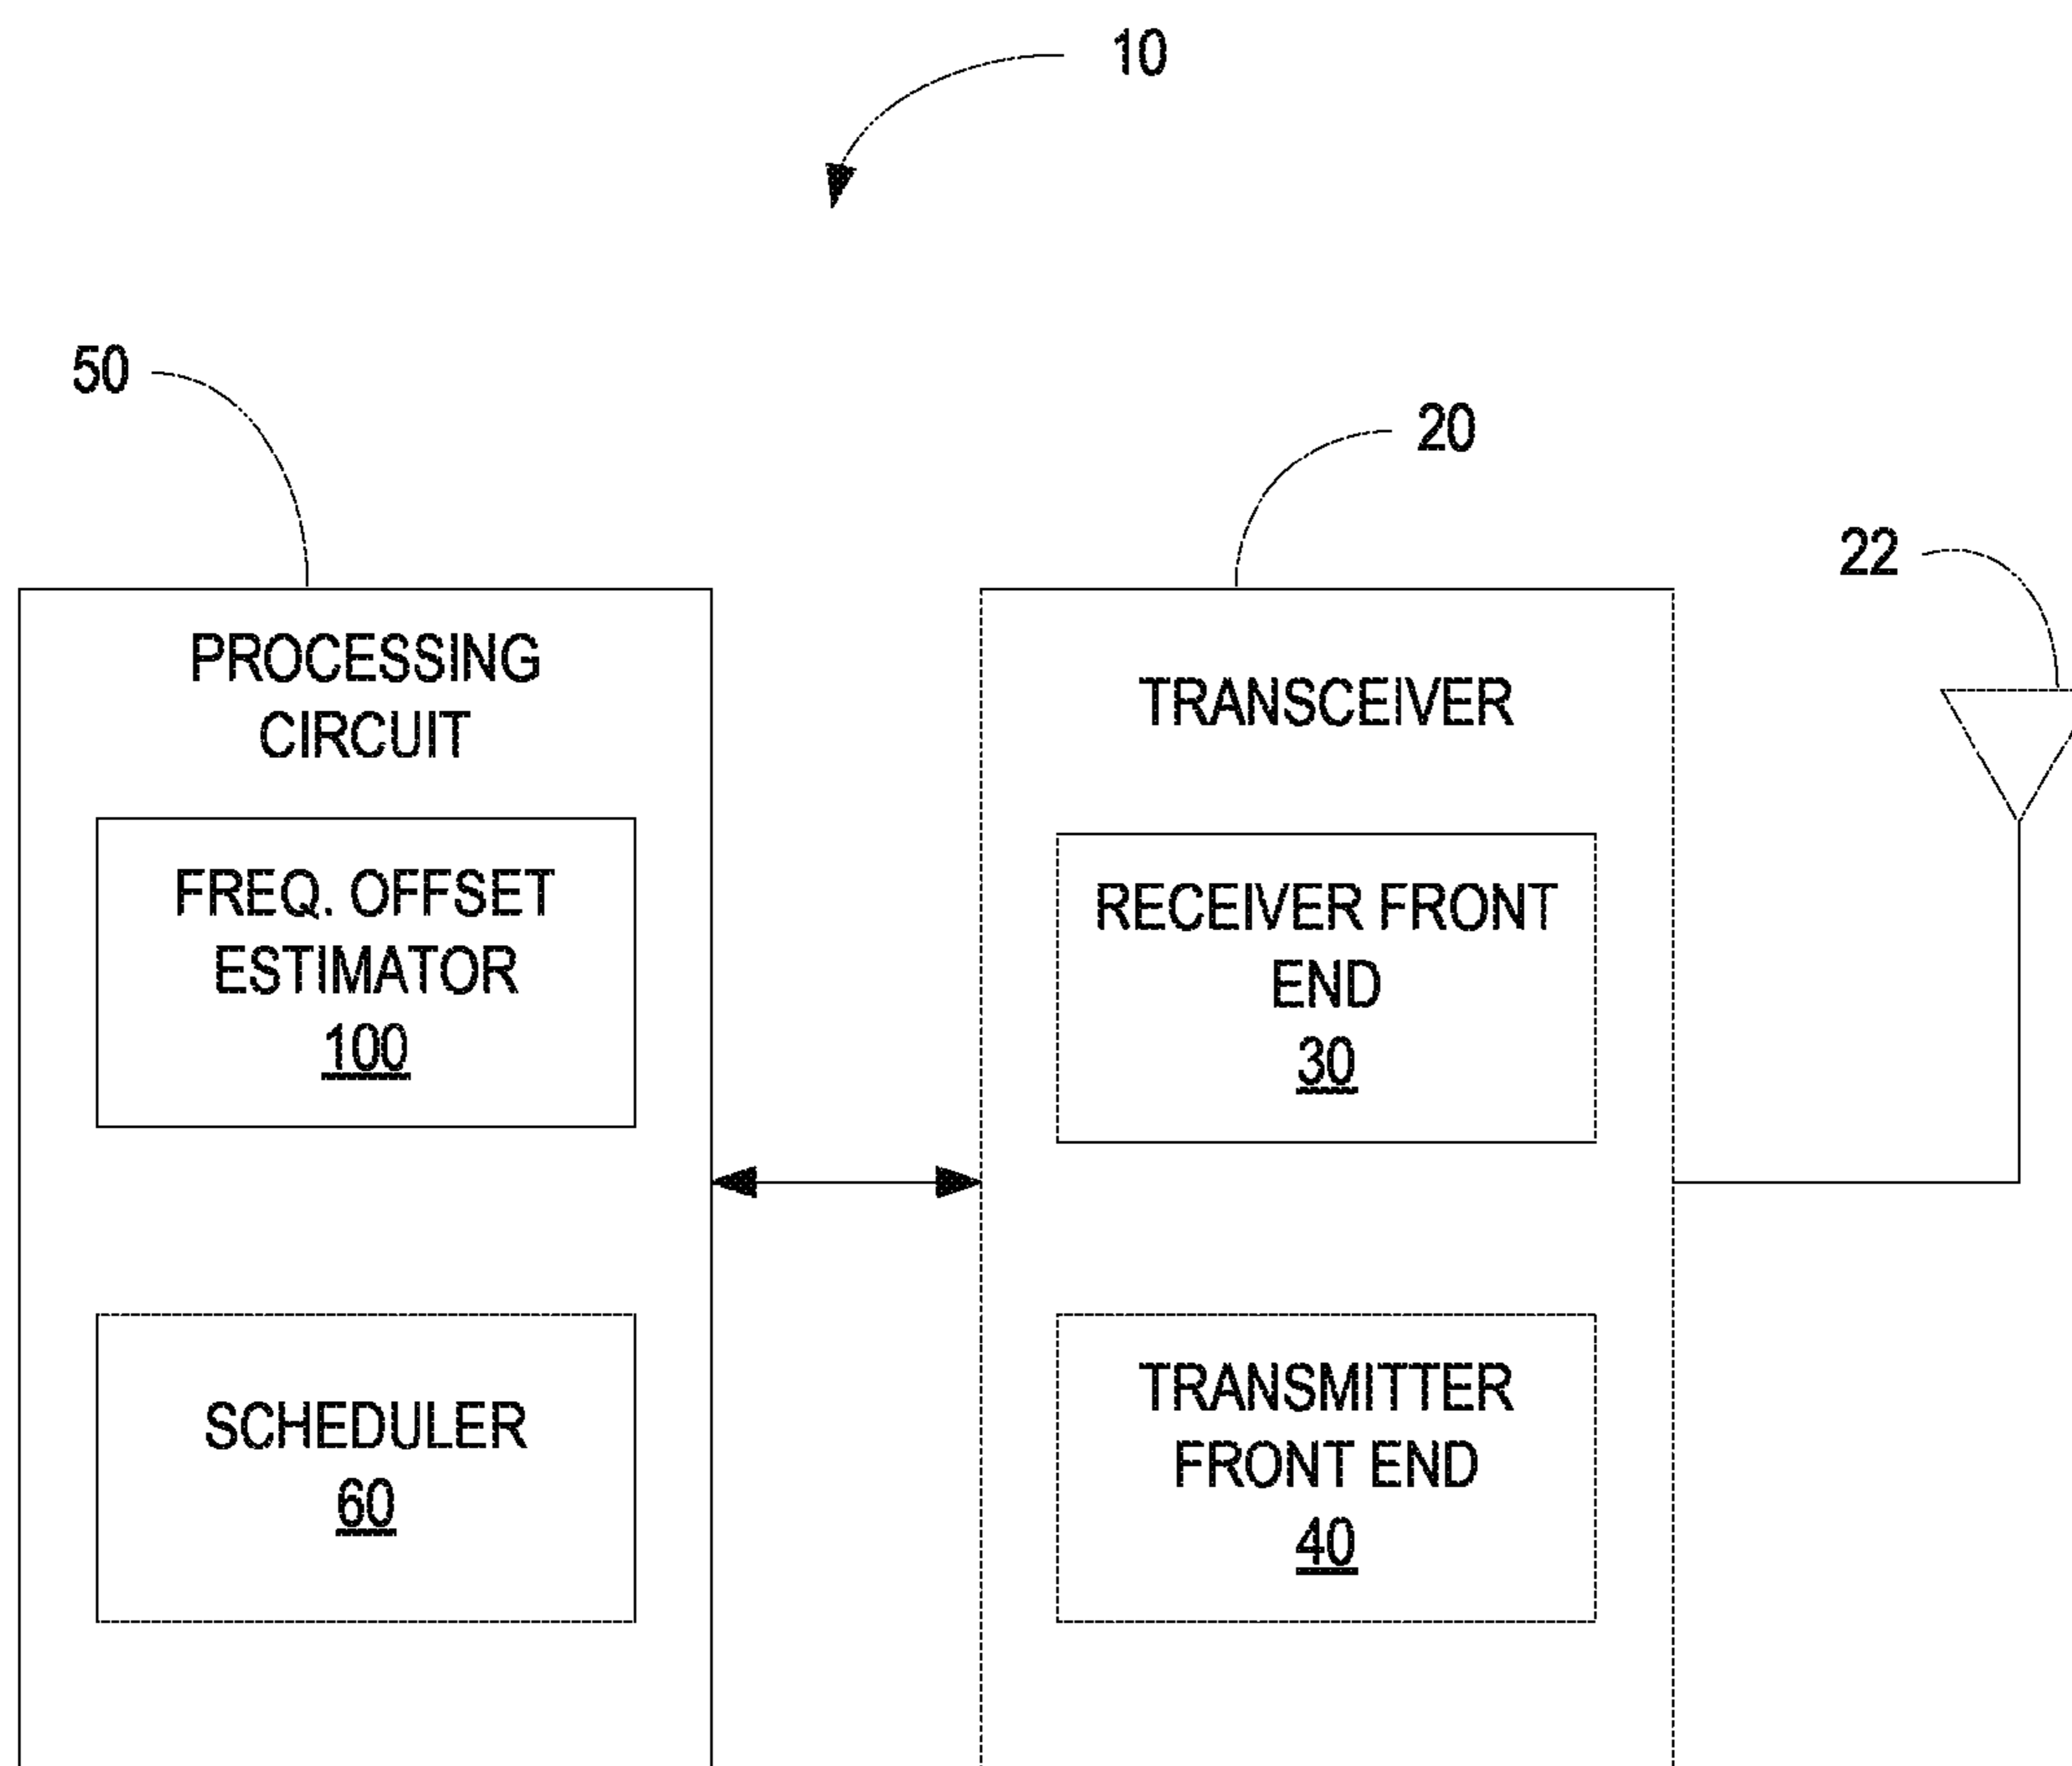 10
50
20
22
PROCESSING
CIRCUIT
FREQ. OFFSET
ESTIMATOR
100
SCHEDULER
60
TRANSCEIVER
RECEIVER FRONT
END
30
TRANSMITTER
FRONT END
40